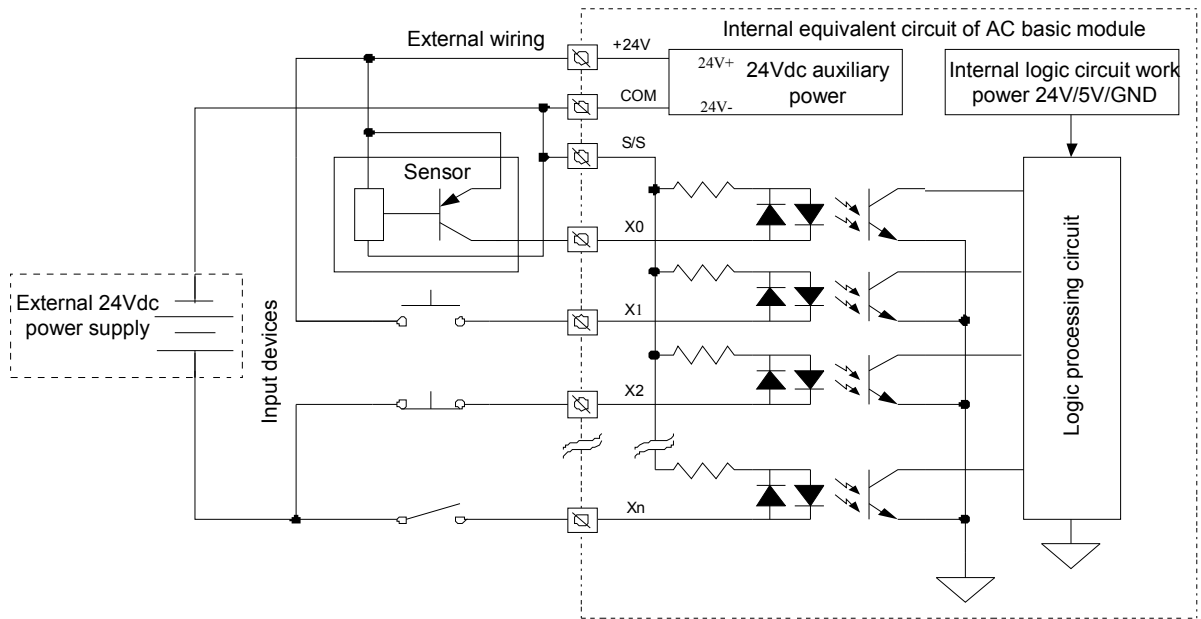 Internal equivalent circuit of AC basic module
External wiring
+24V
24V+
24Vdc auxiliary
power
24V-
Internal logic circuit work
power 24V/5V/GND
COM
S/S
Sensor
X0
External 24Vdc
power supply
Input devices
X1
X2
Xn
Logic processing circuit